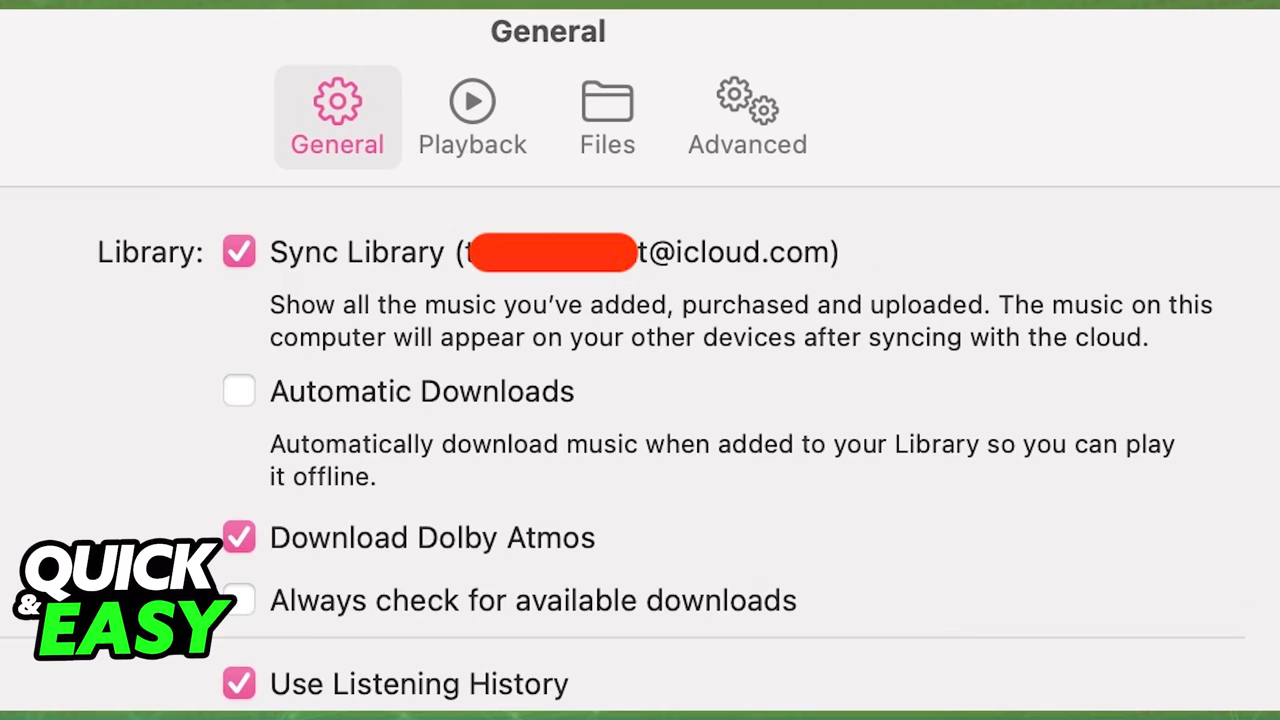 General
General
Playback
Files
Advanced
Library:
Sync Library (t t@icloud.com)
Show all the music you’ve added, purchased and uploaded. The music on this
computer will appear on your other devices after syncing with the cloud.
Automatic Downloads
Automatically download music when added to your Library so you can play
it offline.
Download Dolby Atmos
Always check for available downloads
Use Listening History
QUICK
& EASY